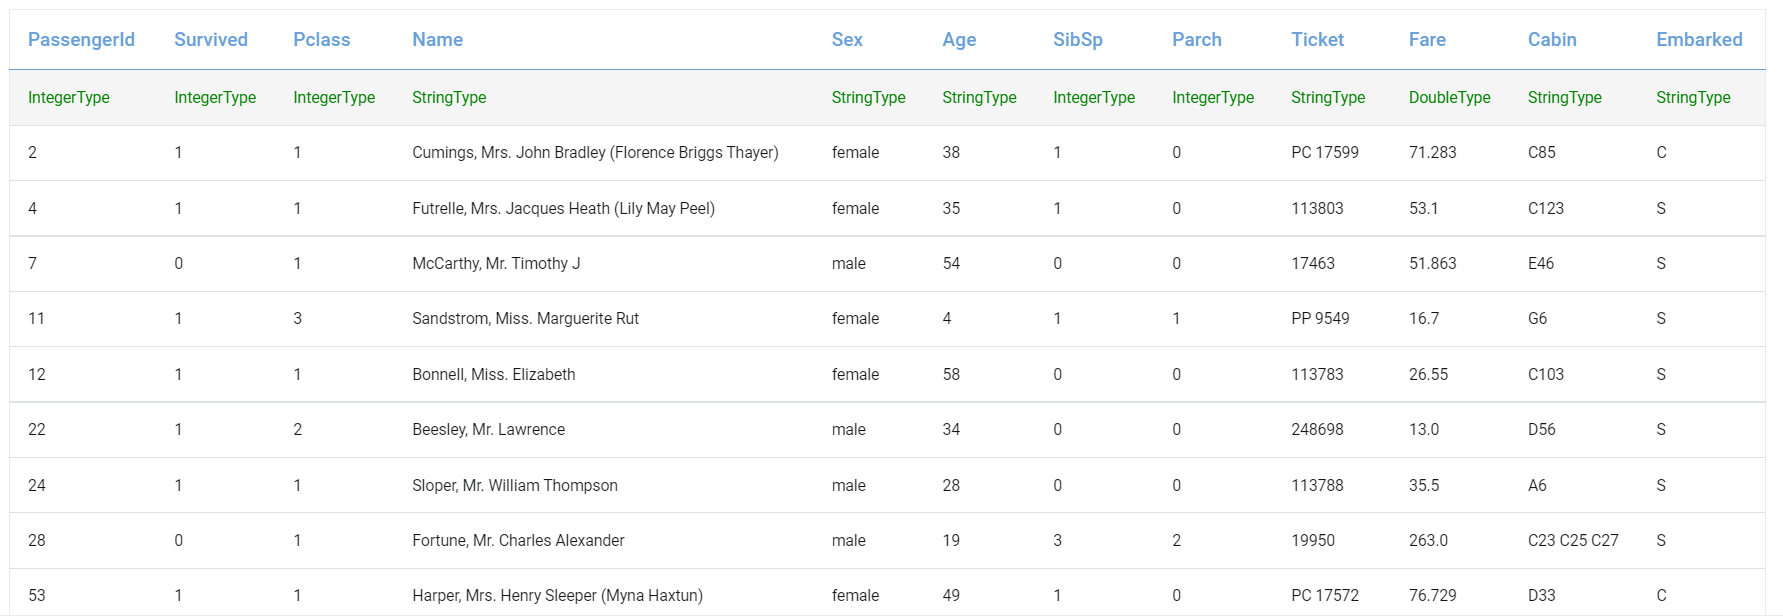 PassengerId Survived Pclass Name Sex Age SibSp Parch Ticket Fare Cabin Embarked
IntegerType IntegerType IntegerType StringType StringType StringType IntegerType IntegerType StringType DoubleType StringType StringType
2 1 1 Cumings, Mrs. John Bradley (Florence Briggs Thayer) female 38 1 0 PC 17599 71.283 C85 C
4 1 1 Futrelle, Mrs. Jacques Heath (Lily May Peel) female 35 1 0 113803 53.1 C123 S
7 0 1 McCarthy, Mr. Timothy J male 54 0 0 17463 51.863 E46 S
11 1 3 Sandstrom, Miss. Marguerite Rut female 4 1 1 PP 9549 16.7 G6 S
12 1 1 Bonnell, Miss. Elizabeth female 58 0 0 113783 26.55 C103 S
22 1 2 Beesley, Mr. Lawrence male 34 0 0 248698 13.0 D56 S
24 1 1 Sloper, Mr. William Thompson male 28 0 0 113788 35.5 A6 S
28 0 1 Fortune, Mr. Charles Alexander male 19 3 2 19950 263.0 C23 C25 C27 S
53 1 1 Harper, Mrs. Henry Sleeper (Myna Haxtun) female 49 1 0 PC 17572 76.729 D33 C